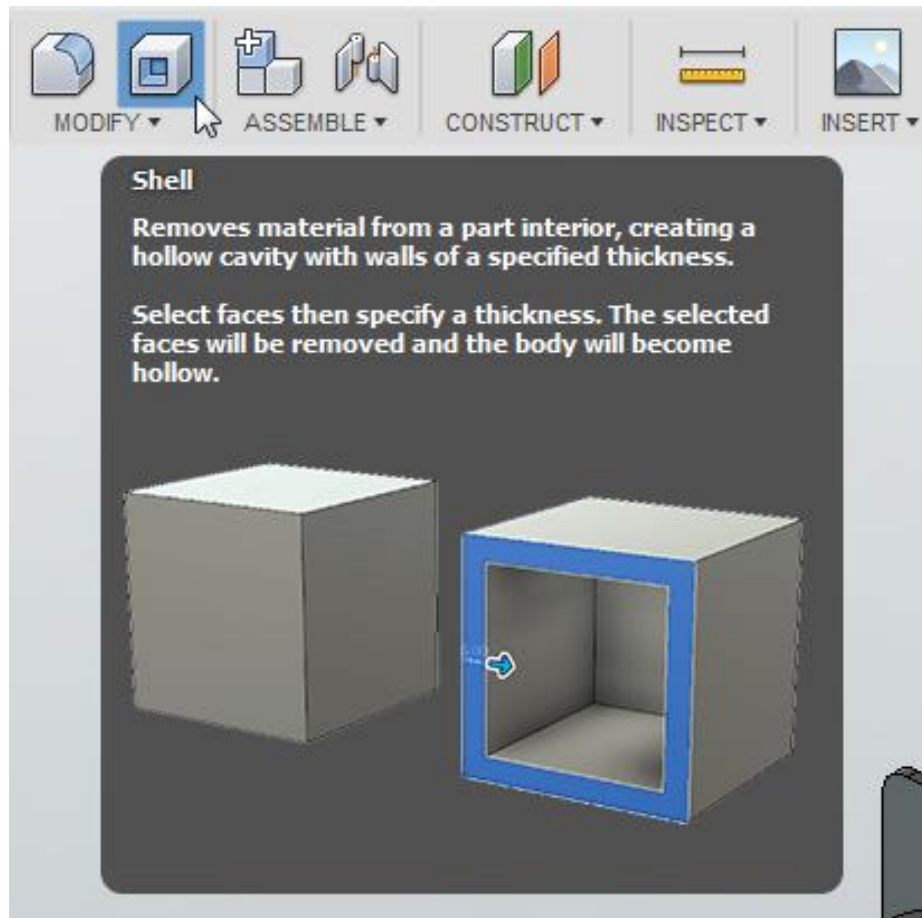 MODIFY ▾ ASSEMBLE ▾ CONSTRUCT ▾ INSPECT ▾ INSERT ▾
Shell
Removes material from a part interior, creating a
hollow cavity with walls of a specified thickness.
Select faces then specify a thickness. The selected
faces will be removed and the body will become
hollow.